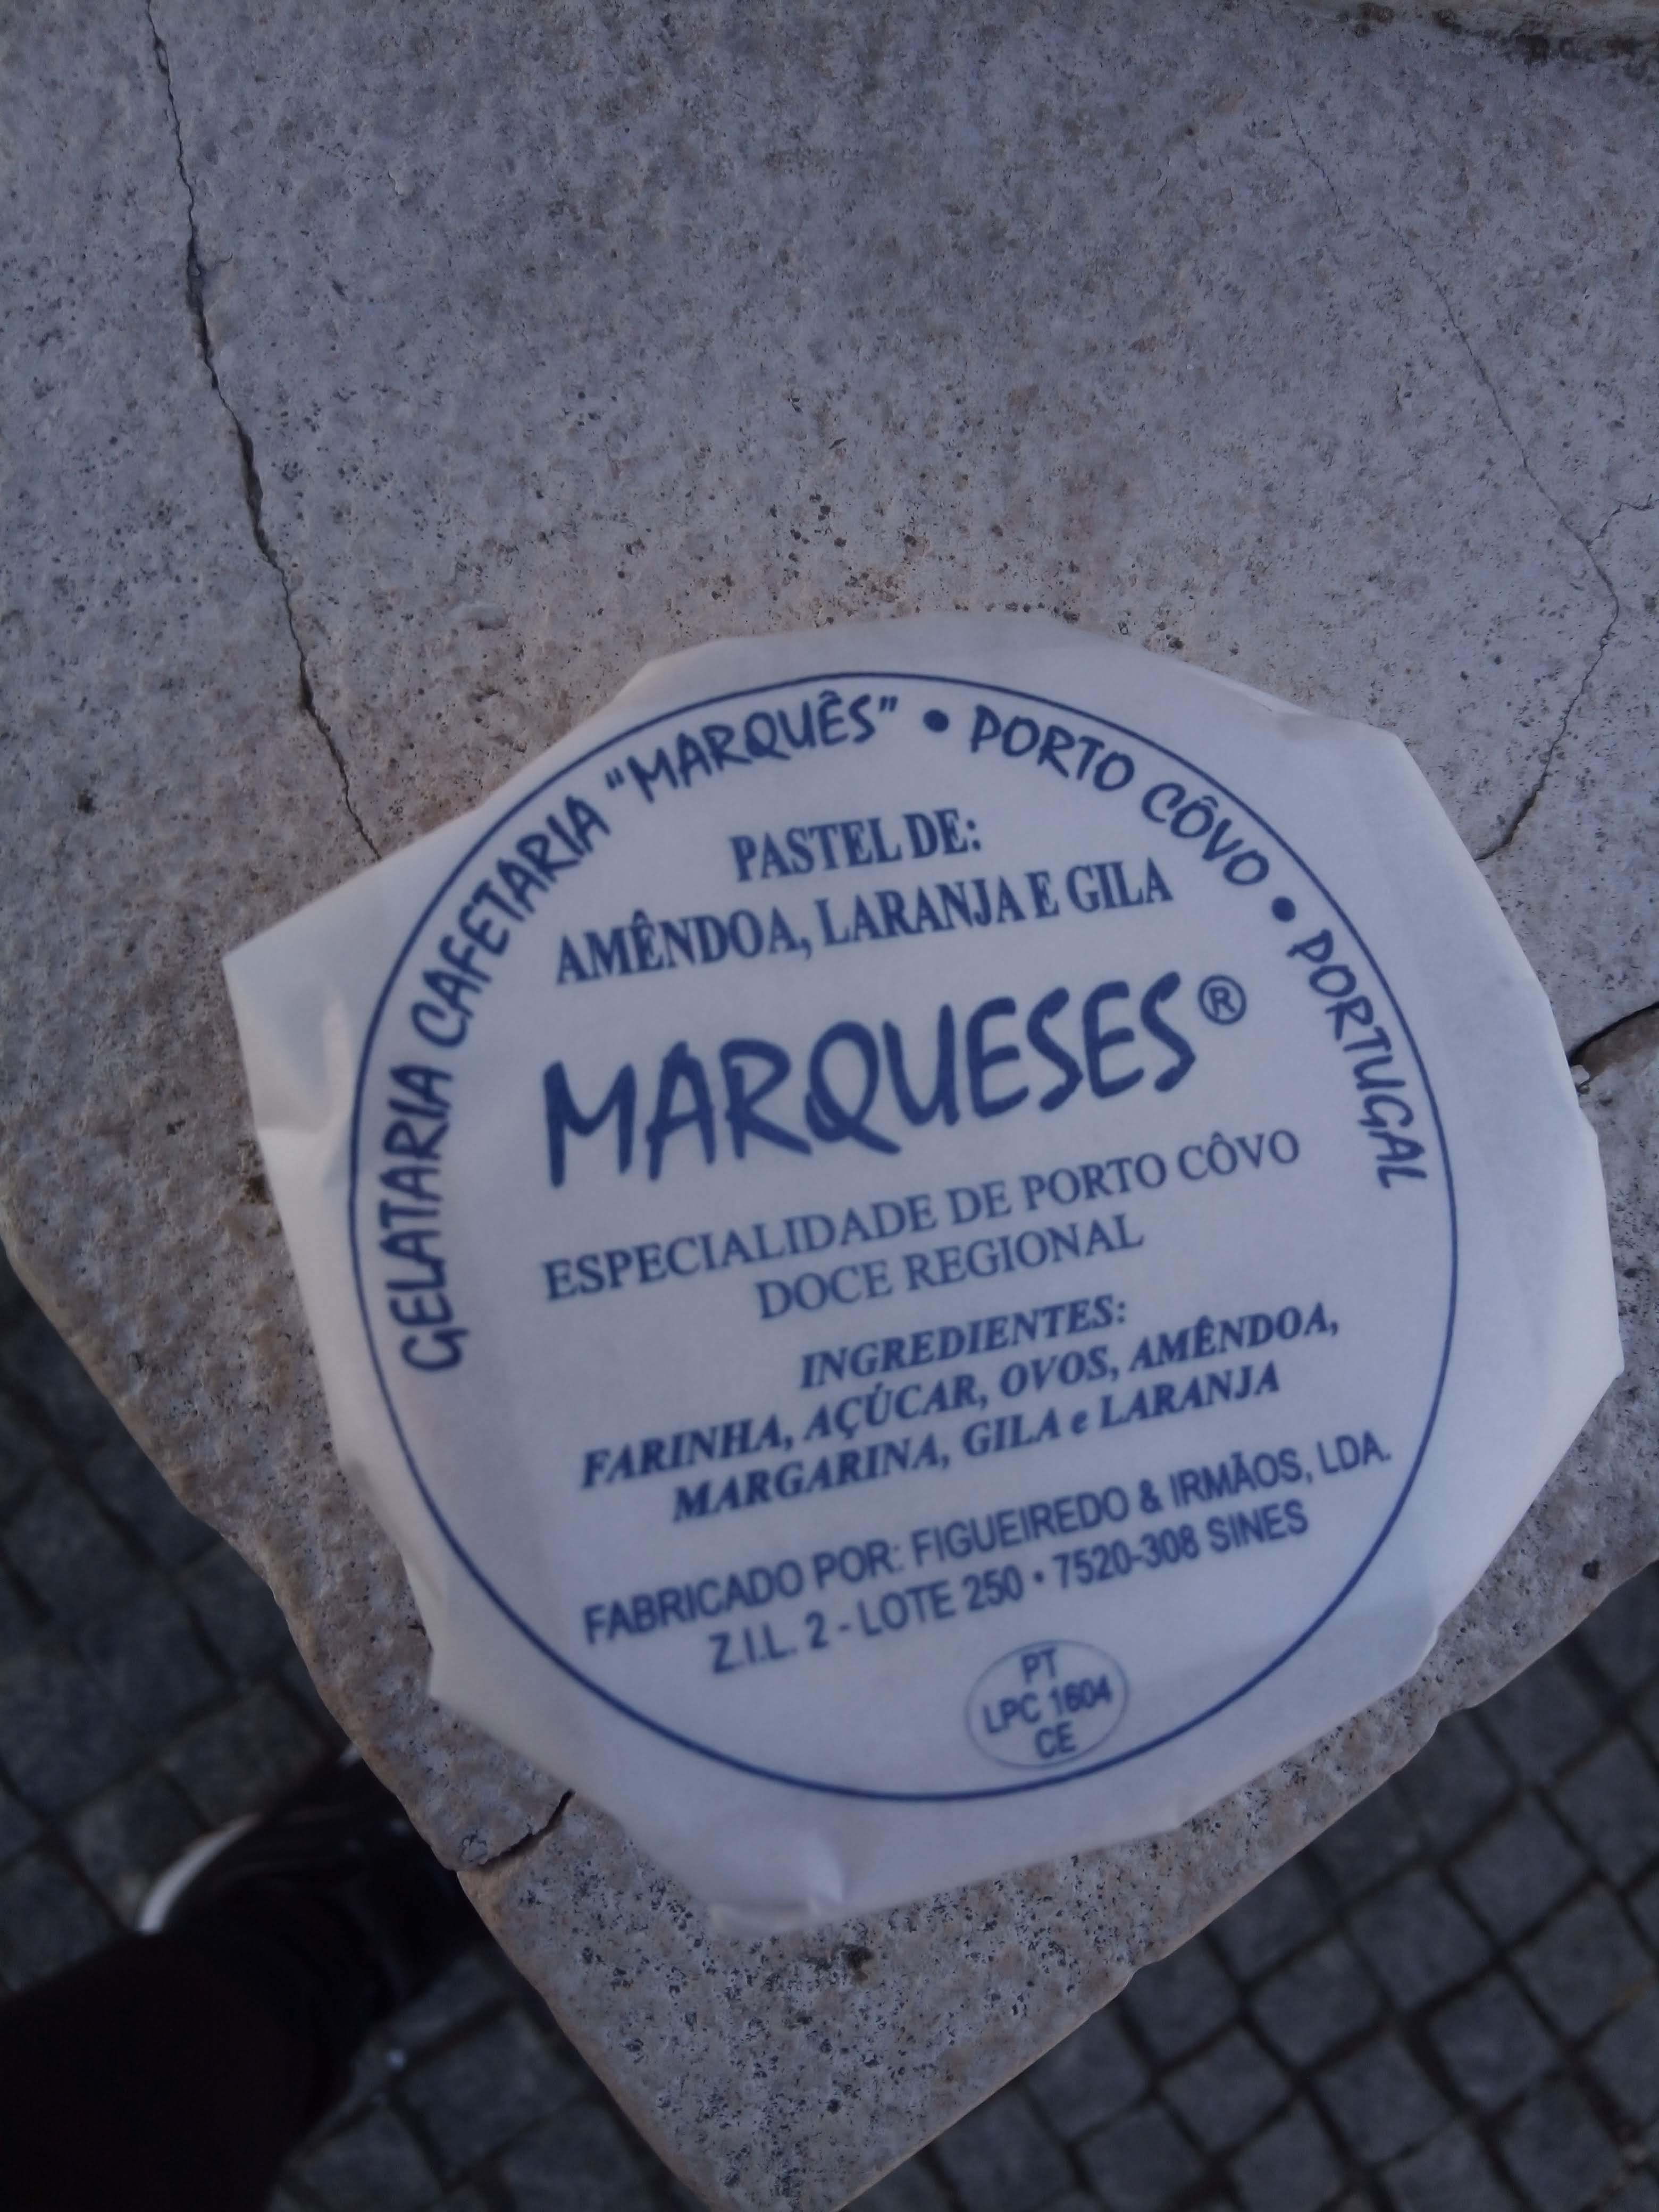 GELATARIA CAFETARIA "MARQUÊS" • PORTO CÔVO • PORTUGAL
PASTEL DE:
AMÊNDOA, LARANJA E GILA
MARQUESES®
ESPECIALIDADE DE PORTO CÔVO
DOCE REGIONAL
INGREDIENTES:
FARINHA, AÇÚCAR, OVOS, AMÊNDOA,
MARGARINA, GILA e LARANJA
FABRICADO POR: FIGUEIREDO & IRMÃOS, LDA.
Z.I.L. 2 - LOTE 250 • 7520-308 SINES
PT
LPC 1604
CE